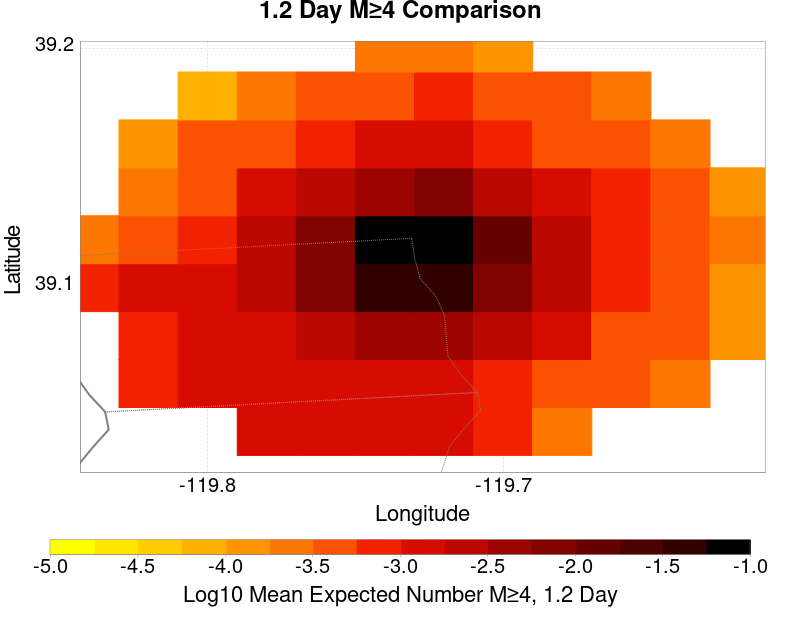 1.2 Day M≥4 Comparison
39.2
39.1
Latitude
-119.8 -119.7
Longitude
-5.0 -4.5 -4.0 -3.5 -3.0 -2.5 -2.0 -1.5 -1.0
Log10 Mean Expected Number M≥4, 1.2 Day